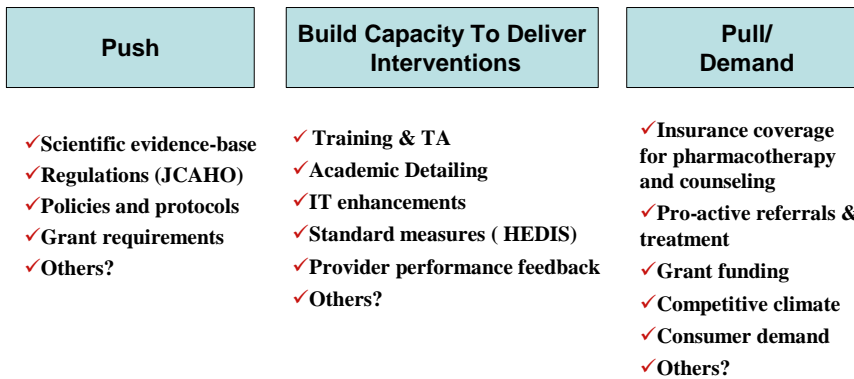 Push
✓Scientific evidence-base
✓Regulations (JCAHO)
✓Policies and protocols
✓Grant requirements
✓Others?
Build Capacity To Deliver
Interventions
✓ Training & TA
✓Academic Detailing
✓IT enhancements
✓Standard measures ( HEDIS)
✓Provider performance feedback
✓Others?
Pull/
Demand
✓Insurance coverage
for pharmacotherapy
and counseling
✓Pro-active referrals &
treatment
✓Grant funding
✓Competitive climate
✓Consumer demand
✓Others?